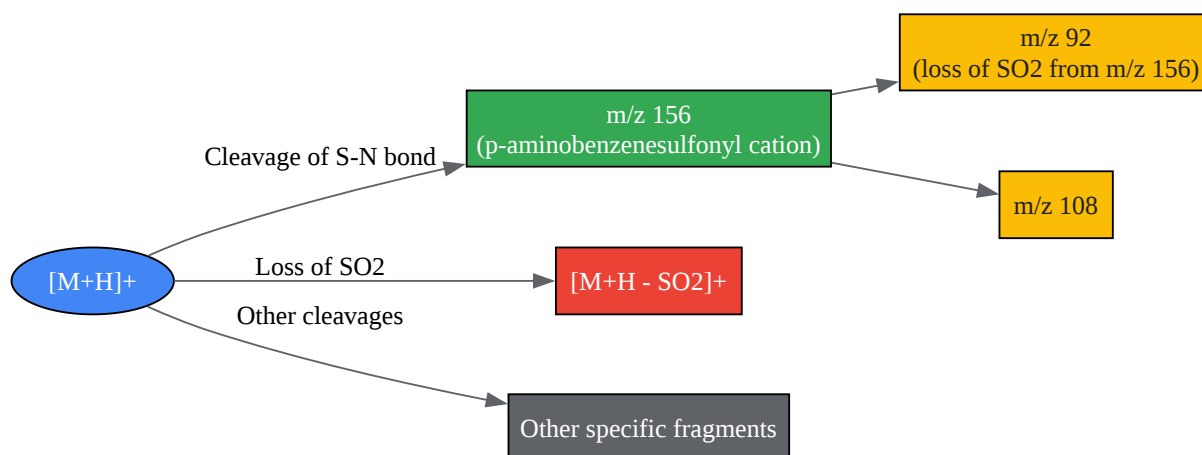 m/z 92
(loss of SO2 from m/z 156)
m/z 156
(p-aminobenzenesulfonyl cation)
Cleavage of S-N bond
m/z 108
[M+H]+
Loss of SO2
[M+H - SO2]+
Other cleavages
Other specific fragments